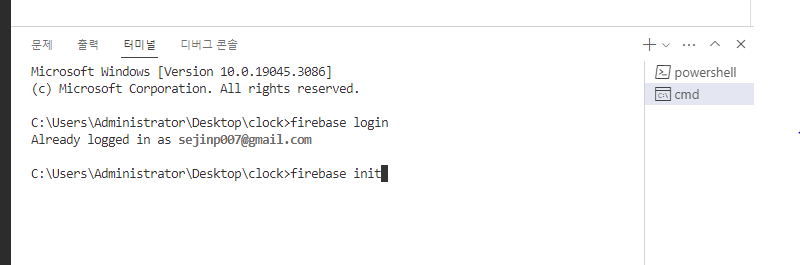 문제 출력 터미널 디버그 콘솔
Microsoft Windows [Version 10.0.19045.3086]
(c) Microsoft Corporation. All rights reserved.
C:\Users\Administrator\Desktop\clock>firebase login
Already logged in as sejinp007@gmail.com
C:\Users\Administrator\Desktop\clock>firebase init
powershell
cmd